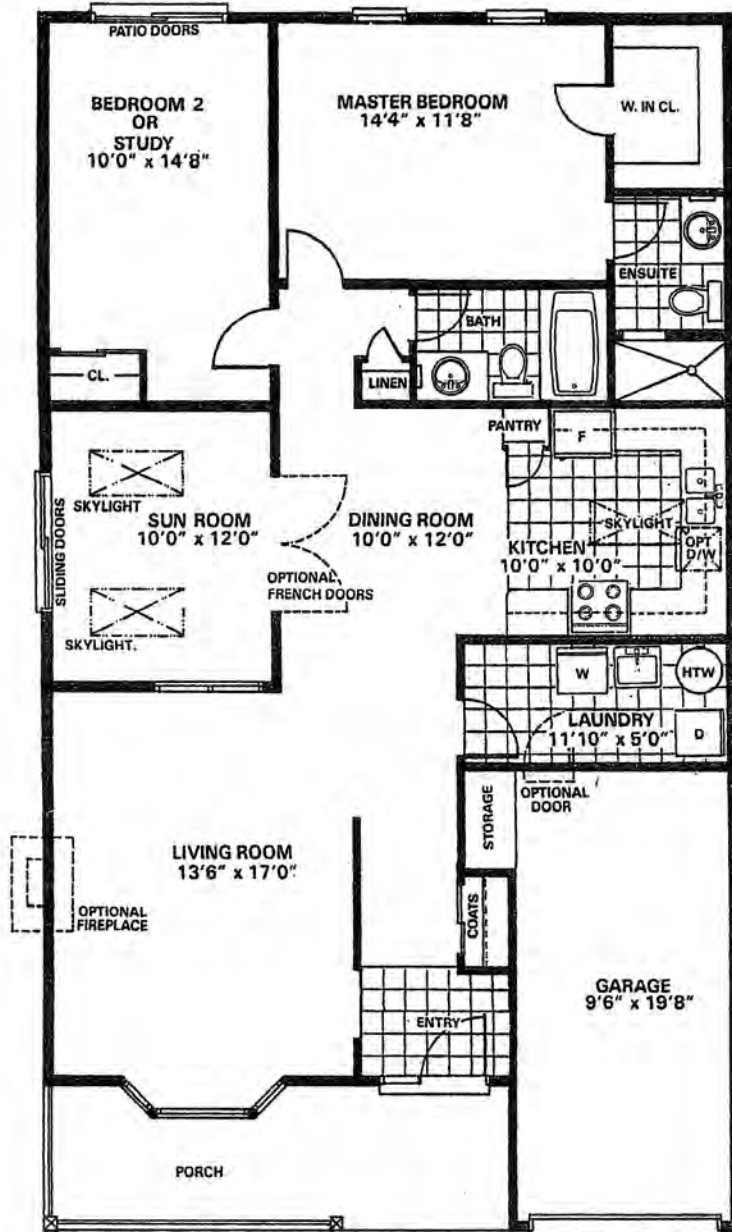 PATIO DOORS
BEDROOM 2
OR
STUDY
10'0" x 14'8"
MASTER BEDROOM
14'4" x 11'8"
W. IN CL.
ENSUITE
BATH
CL.
LINEN
PANTRY
F
SKYLIGHT
SLIDING DOORS
SUN ROOM
10'0" x 12'0"
DINING ROOM
10'0" x 12'0"
SKYLIGHT
KITCHEN
10'0" x 10'0"
OPT
D/W
OPTIONAL
FRENCH DOORS
SKYLIGHT.
W
HTW
LAUNDRY
11'10" x 5'0"
D
STORAGE
OPTIONAL
DOOR
LIVING ROOM
13'6" x 17'0"
OPTIONAL
FIREPLACE
COATS
GARAGE
9'6" x 19'8"
ENTRY
PORCH